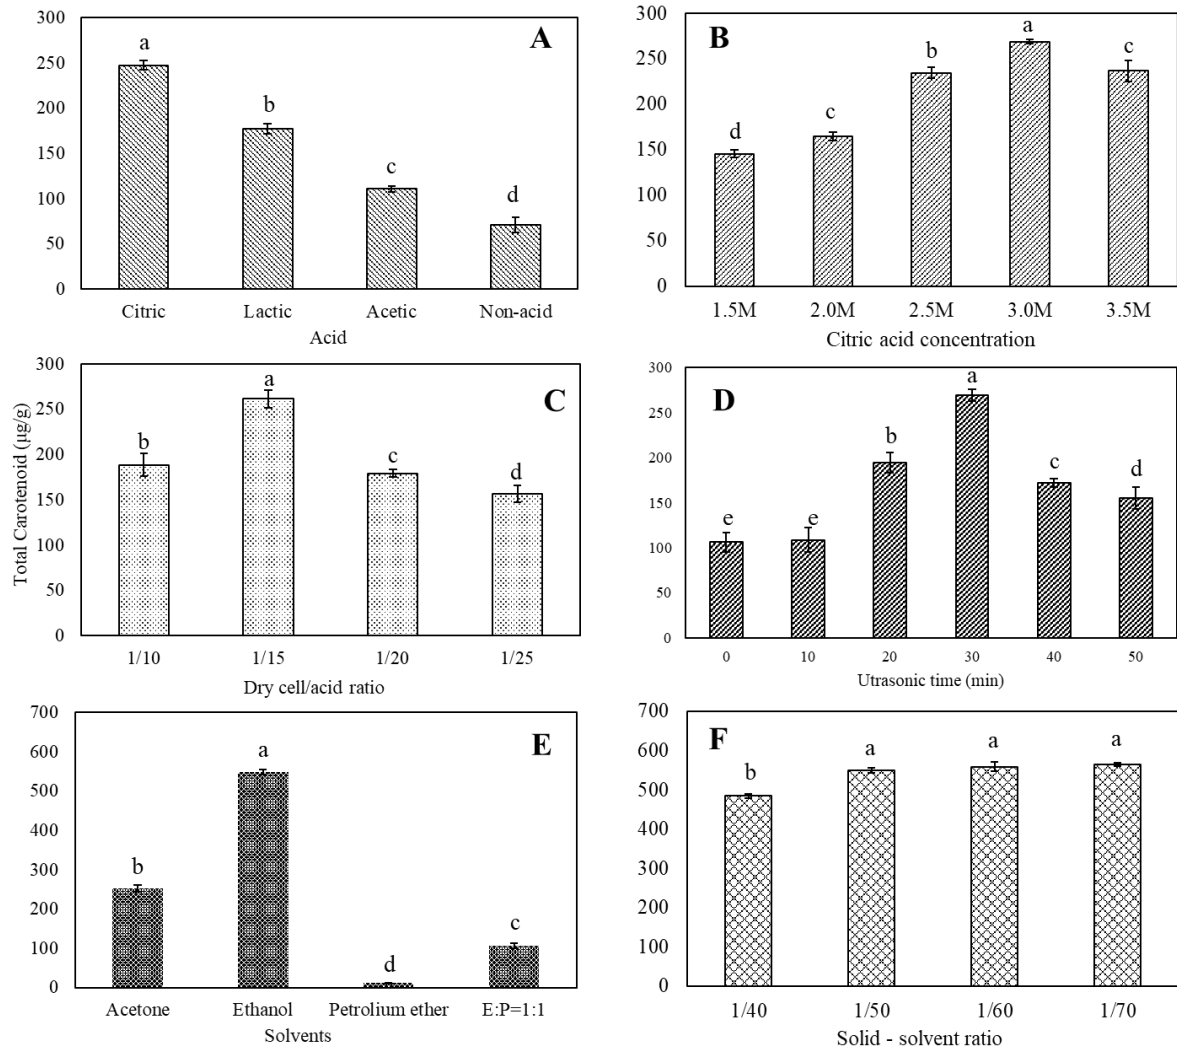 A
300
250
200
150
100
50
0
a
b
c
d
Citric Lactic Acetic Non-acid
Acid
B
300
250
200
150
100
50
0
d
c
b
a
c
1.5M 2.0M 2.5M 3.0M 3.5M
Citric acid concentration
Total Carotenoid (µg/g)
C
300
250
200
150
100
50
0
b
a
c
d
1/10 1/15 1/20 1/25
Dry cell/acid ratio
D
300
250
200
150
100
50
0
e
e
b
a
c
d
0 10 20 30 40 50
Utrasonic time (min)
E
700
600
500
400
300
200
100
0
b
a
d
c
Acetone Ethanol Petrolium ether E:P=1:1
Solvents
F
700
600
500
400
300
200
100
0
b
a
a
a
1/40 1/50 1/60 1/70
Solid - solvent ratio